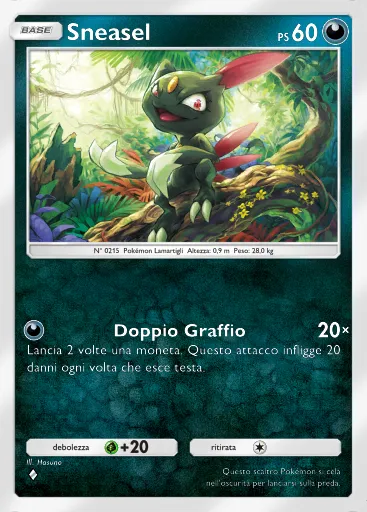 BASE Sneasel PS 60
N° 0215 Pokémon Lamartigli Altezza: 0,9 m Peso: 28,0 kg
Doppio Graffio 20×
Lancia 2 volte una moneta. Questo attacco infligge 20
danni ogni volta che esce testa.
debolezza +20 ritirata
Ill. Hasuno
Questo scaltro Pokémon si cela
nell'oscurità per lanciarsi sulla preda.